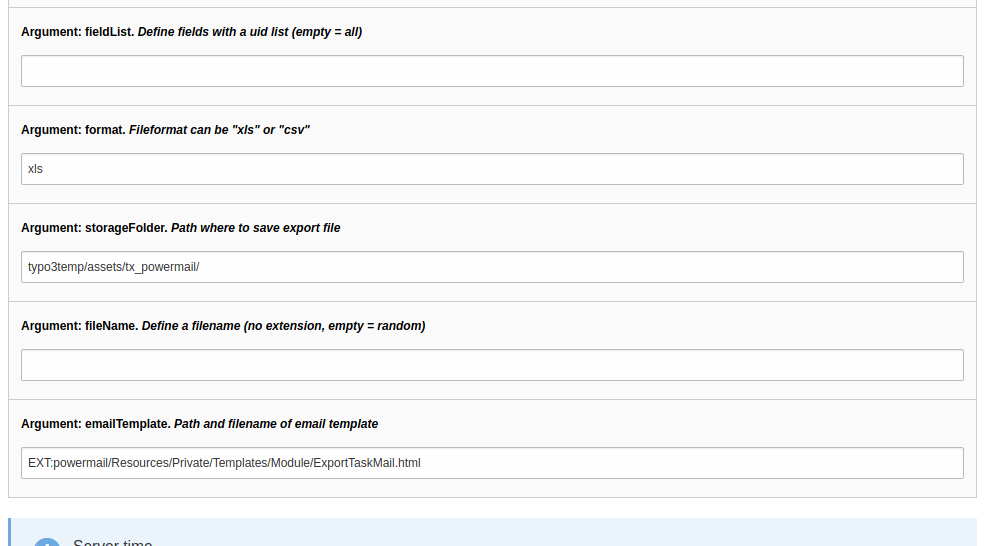 Argument: fieldList. Define fields with a uid list (empty = all)
Argument: format. Fileformat can be "xls" or "csv"
xls
Argument: storageFolder. Path where to save export file
typo3temp/assets/tx_powermail/
Argument: fileName. Define a filename (no extension, empty = random)
Argument: emailTemplate. Path and filename of email template
EXT:powermail/Resources/Private/Templates/Module/ExportTaskMail.html
Server time